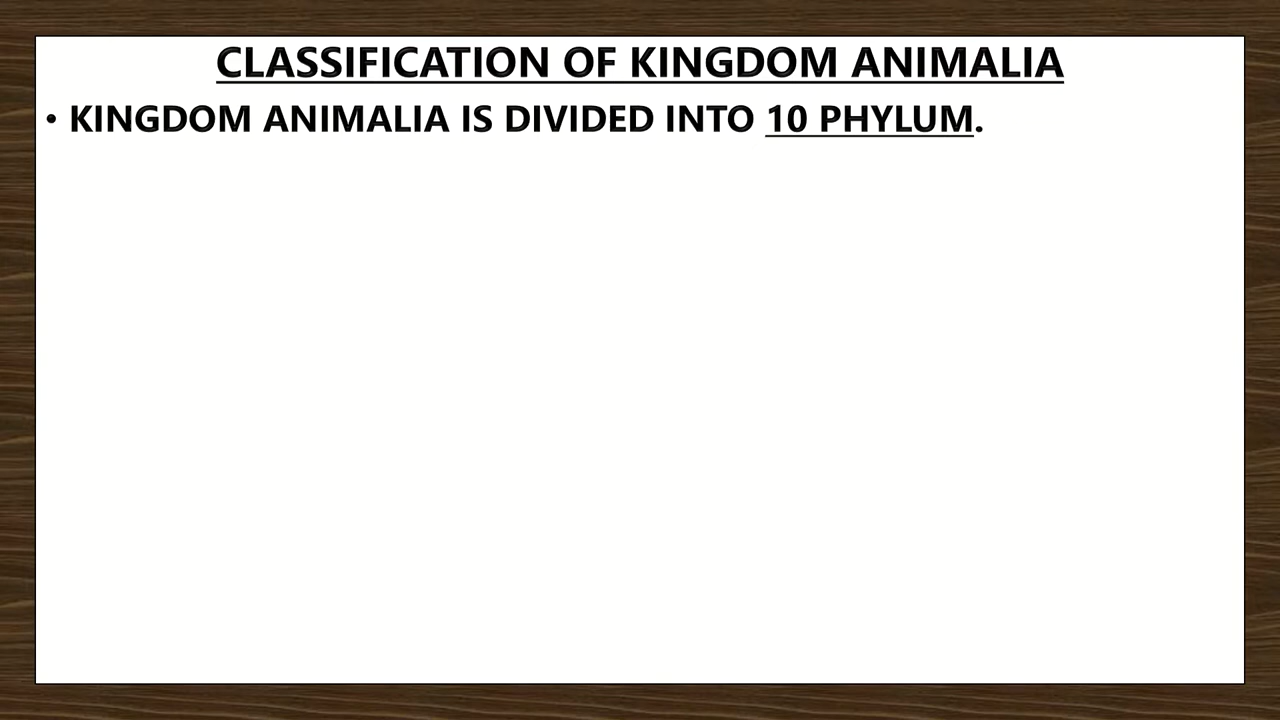 CLASSIFICATION OF KINGDOM ANIMALIA
• KINGDOM ANIMALIA IS DIVIDED INTO 10 PHYLUM.